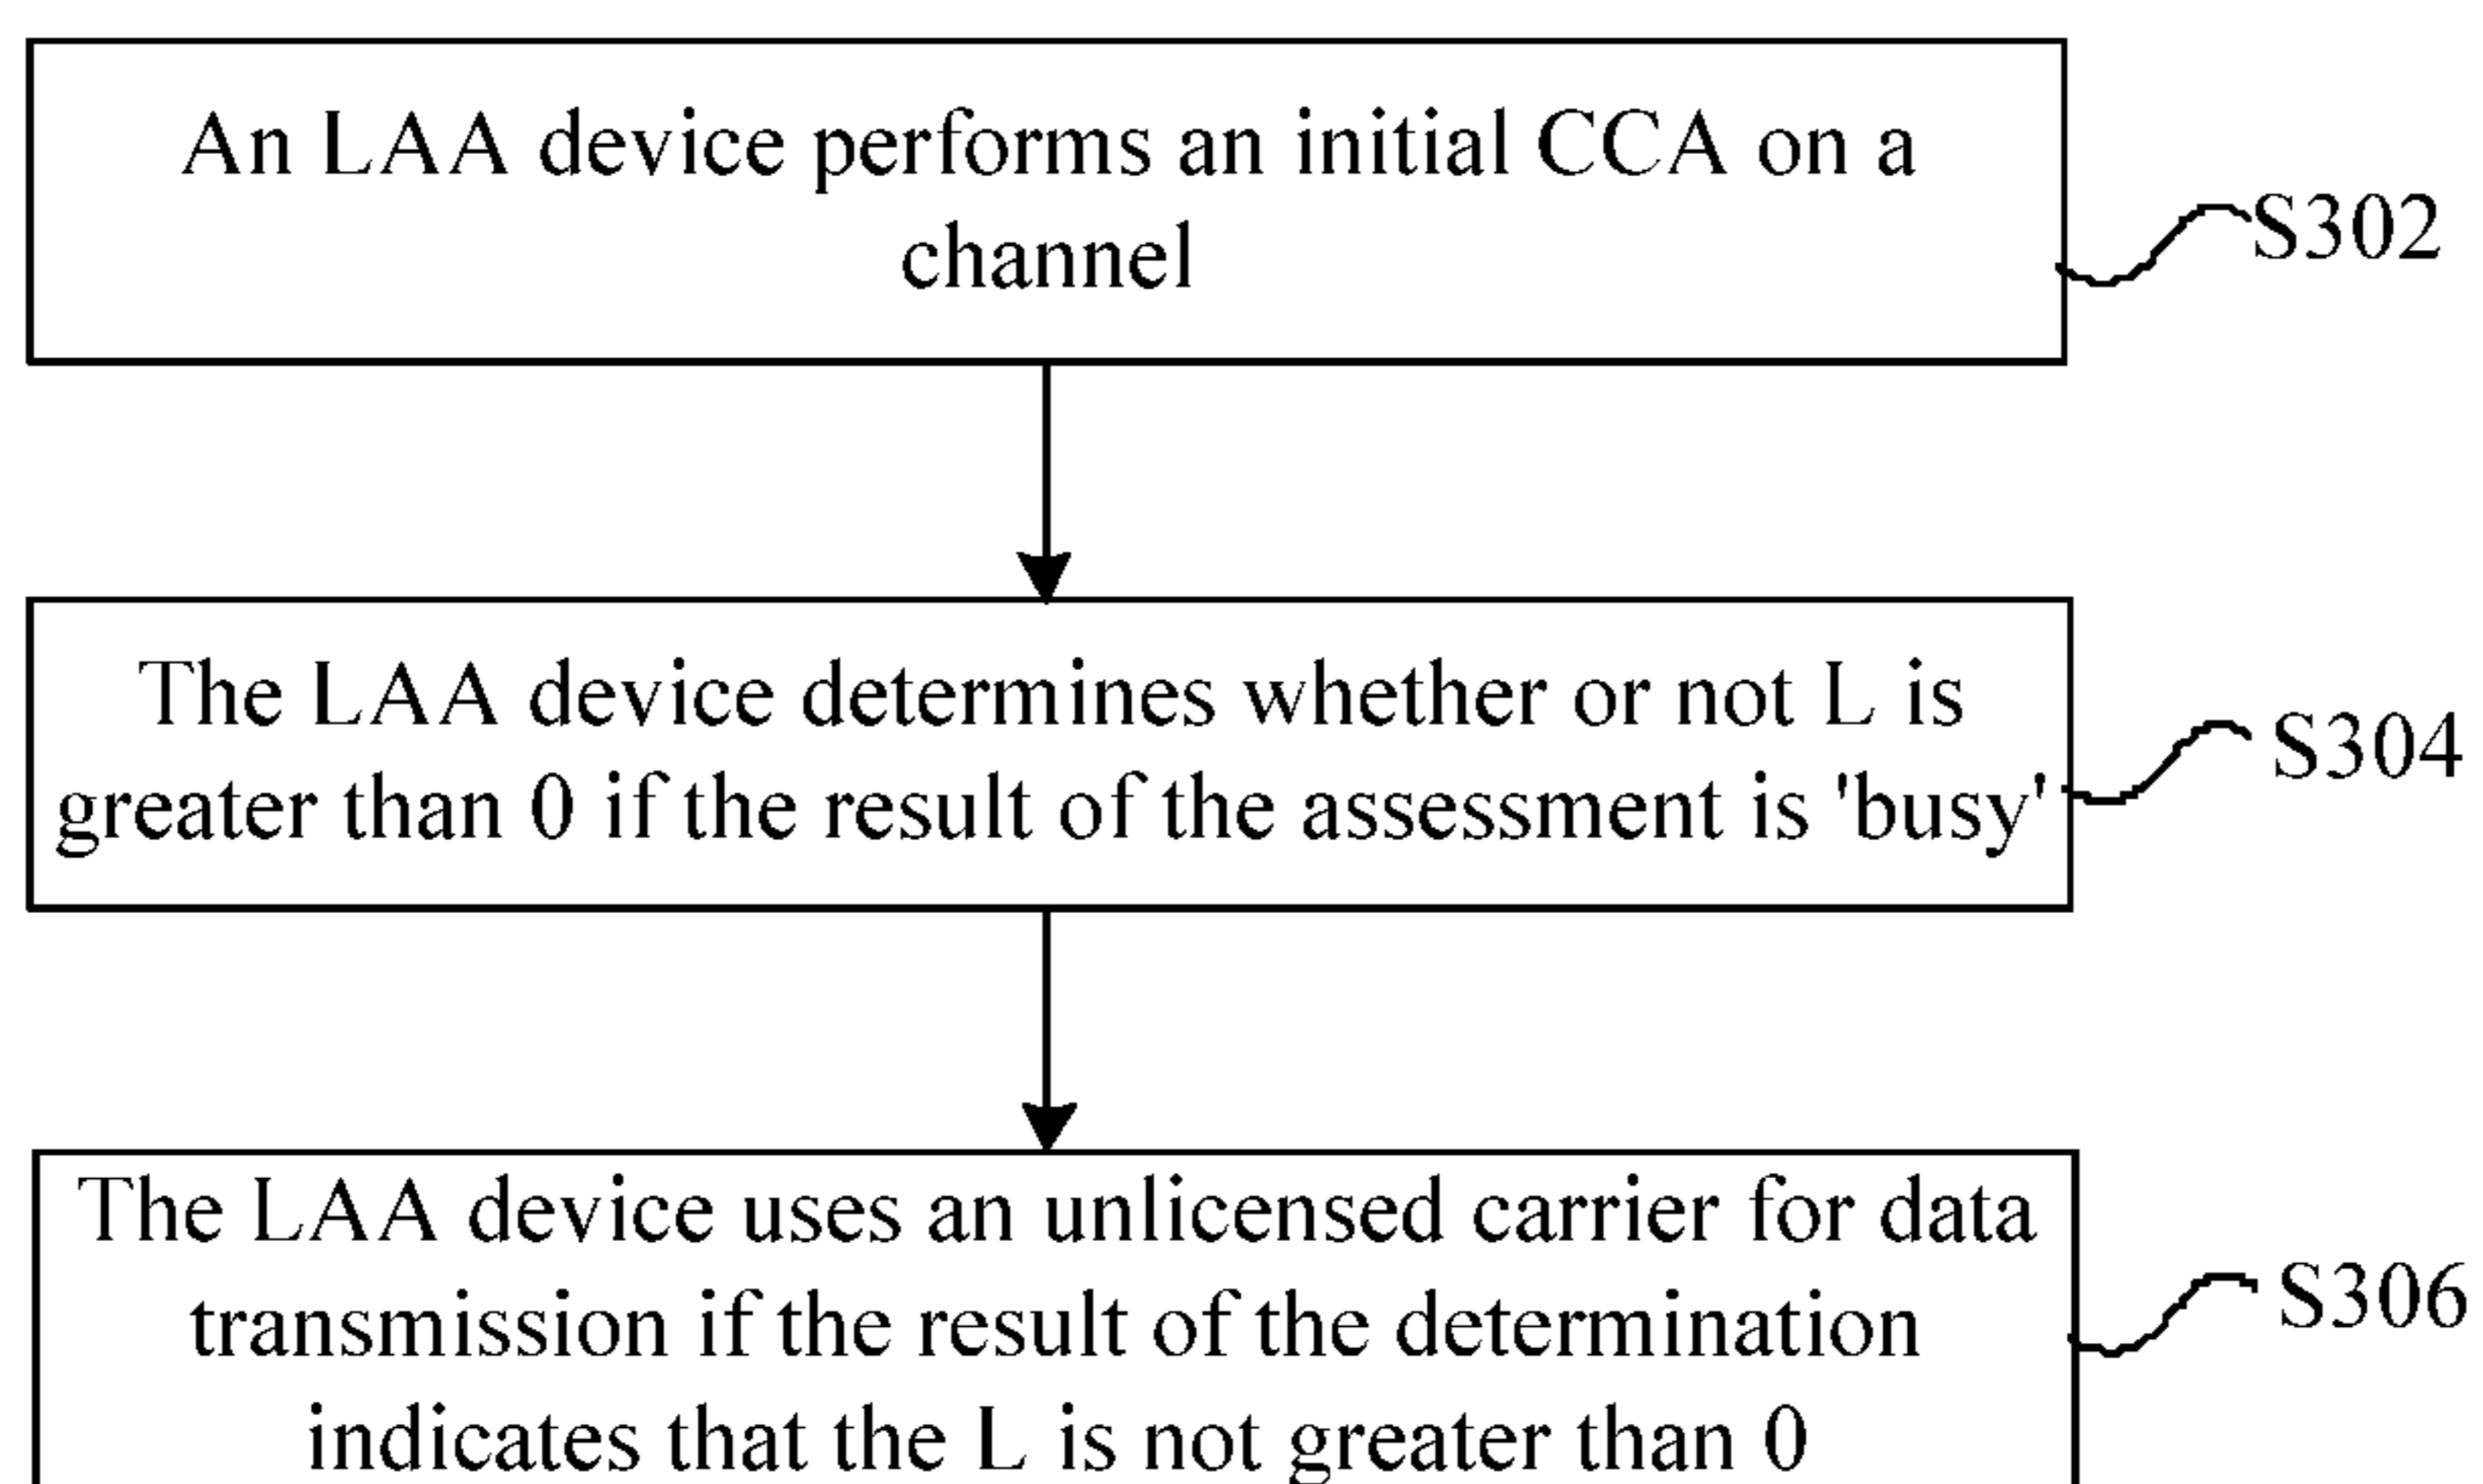 An LAA device performs an initial CCA on a
channel
S302
The LAA device determines whether or not L is
greater than 0 if the result of the assessment is 'busy'
S304
The LAA device uses an unlicensed carrier for data
transmission if the result of the determination
indicates that the L is not greater than 0
S306